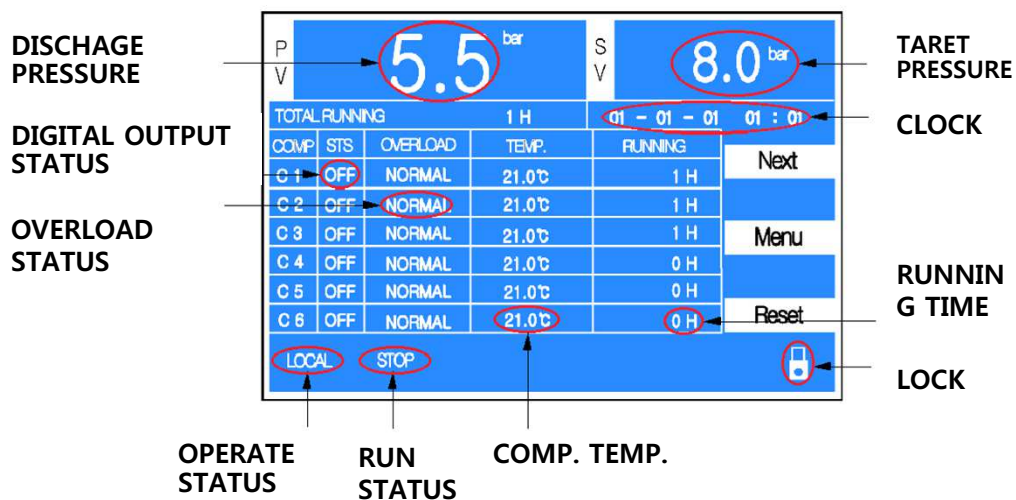 DISCHAGE
PRESSURE
DIGITAL OUTPUT
STATUS
OVERLOAD
STATUS
P
V
5.5 bar
S
V
8.0 bar
TOTAL RUNNING 1 H 01 - 01 - 01 01 : 01
COMP STS OVERLOAD TEMP. RUNNING
C 1 OFF NORMAL 21.0℃ 1 H
C 2 OFF NORMAL 21.0℃ 1 H
C 3 OFF NORMAL 21.0℃ 1 H
C 4 OFF NORMAL 21.0℃ 0 H
C 5 OFF NORMAL 21.0℃ 0 H
C 6 OFF NORMAL 21.0℃ 0 H
Next
Menu
Reset
LOCAL STOP
TARET
PRESSURE
CLOCK
RUNNIN
G TIME
LOCK
OPERATE
STATUS
RUN
STATUS
COMP. TEMP.